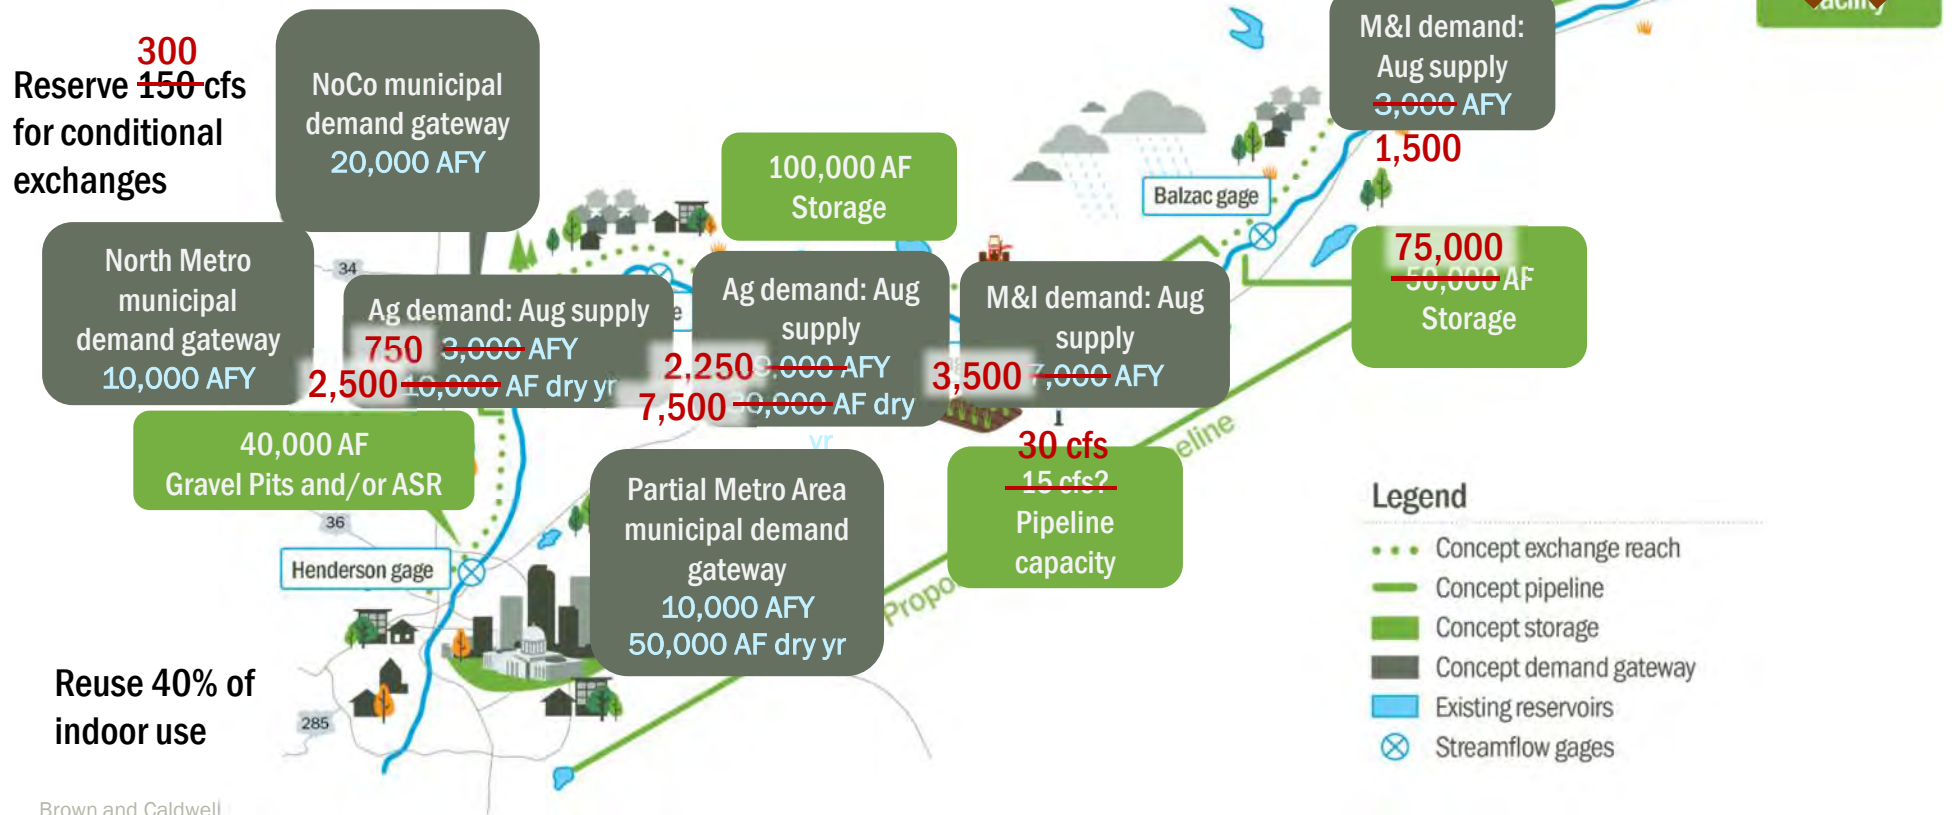 300
Reserve 150 cfs
for conditional
exchanges
NoCo municipal
demand gateway
20,000 AFY
North Metro
municipal
demand gateway
10,000 AFY
34
Ag demand: Aug supply
750 3,000 AFY
2,500 10,000 AF dry yr
100,000 AF
Storage
Ag demand: Aug
supply
2,250 9,000 AFY
7,500 30,000 AF dry
yr
M&I demand: Aug
supply
3,500 7,000 AFY
M&I demand:
Aug supply
3,000 AFY
1,500
facility
Balzac gage
75,000
50,000 AF
Storage
40,000 AF
Gravel Pits and/or ASR
36
Henderson gage
Partial Metro Area
municipal demand
gateway
10,000 AFY
50,000 AF dry yr
30 cfs
15 cfs?
Pipeline
capacity
Propo
eline
285
Reuse 40% of
indoor use
Legend
Concept exchange reach
Concept pipeline
Concept storage
Concept demand gateway
Existing reservoirs
Streamflow gages
Brown and Caldwell